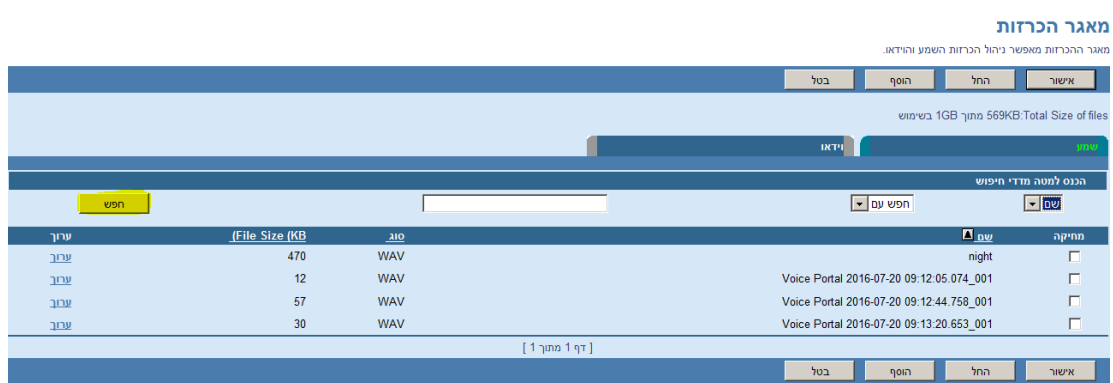 מאגר הכרזות
מאגר ההכרזות מאפשר ניהול הכרזות השמע והוידאו.
אישור החל הוסף בטל
569KB:Total Size of files מתוך 1GB בשימוש
שמע וידאו
הכנס למטה מדדי חיפוש
שם חפש עם חפש
מחיקה שם סוג File Size (KB) ערוך
night WAV 470 ערוך
Voice Portal 2016-07-20 09:12:05.074_001 WAV 12 ערוך
Voice Portal 2016-07-20 09:12:44.758_001 WAV 57 ערוך
Voice Portal 2016-07-20 09:13:20.653_001 WAV 30 ערוך
[ דף 1 מתוך 1 ]
אישור החל הוסף בטל